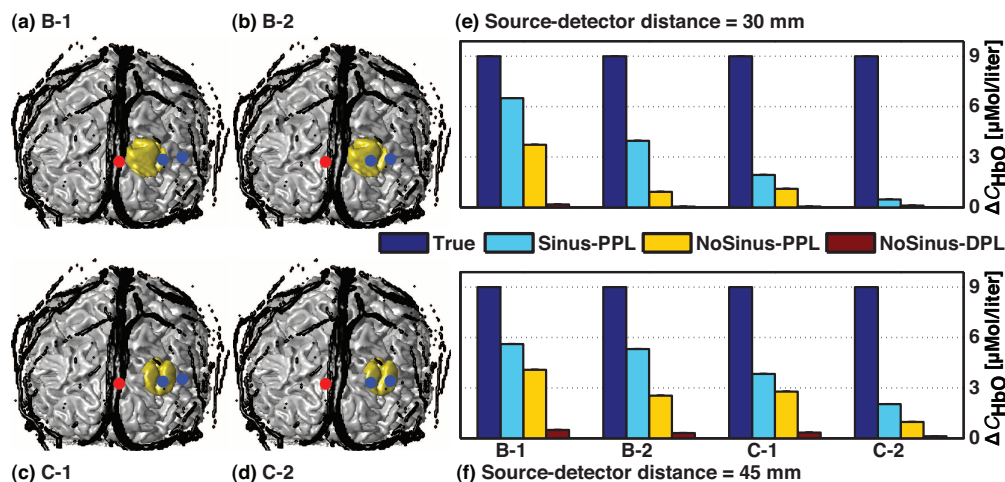 (a) B-1
(b) B-2
(e) Source-detector distance = 30 mm
9
6
3
0
ΔC_HbO [µMol/liter]
True
Sinus-PPL
NoSinus-PPL
NoSinus-DPL
9
6
3
0
ΔC_HbO [µMol/liter]
B-1
B-2
C-1
C-2
(c) C-1
(d) C-2
(f) Source-detector distance = 45 mm